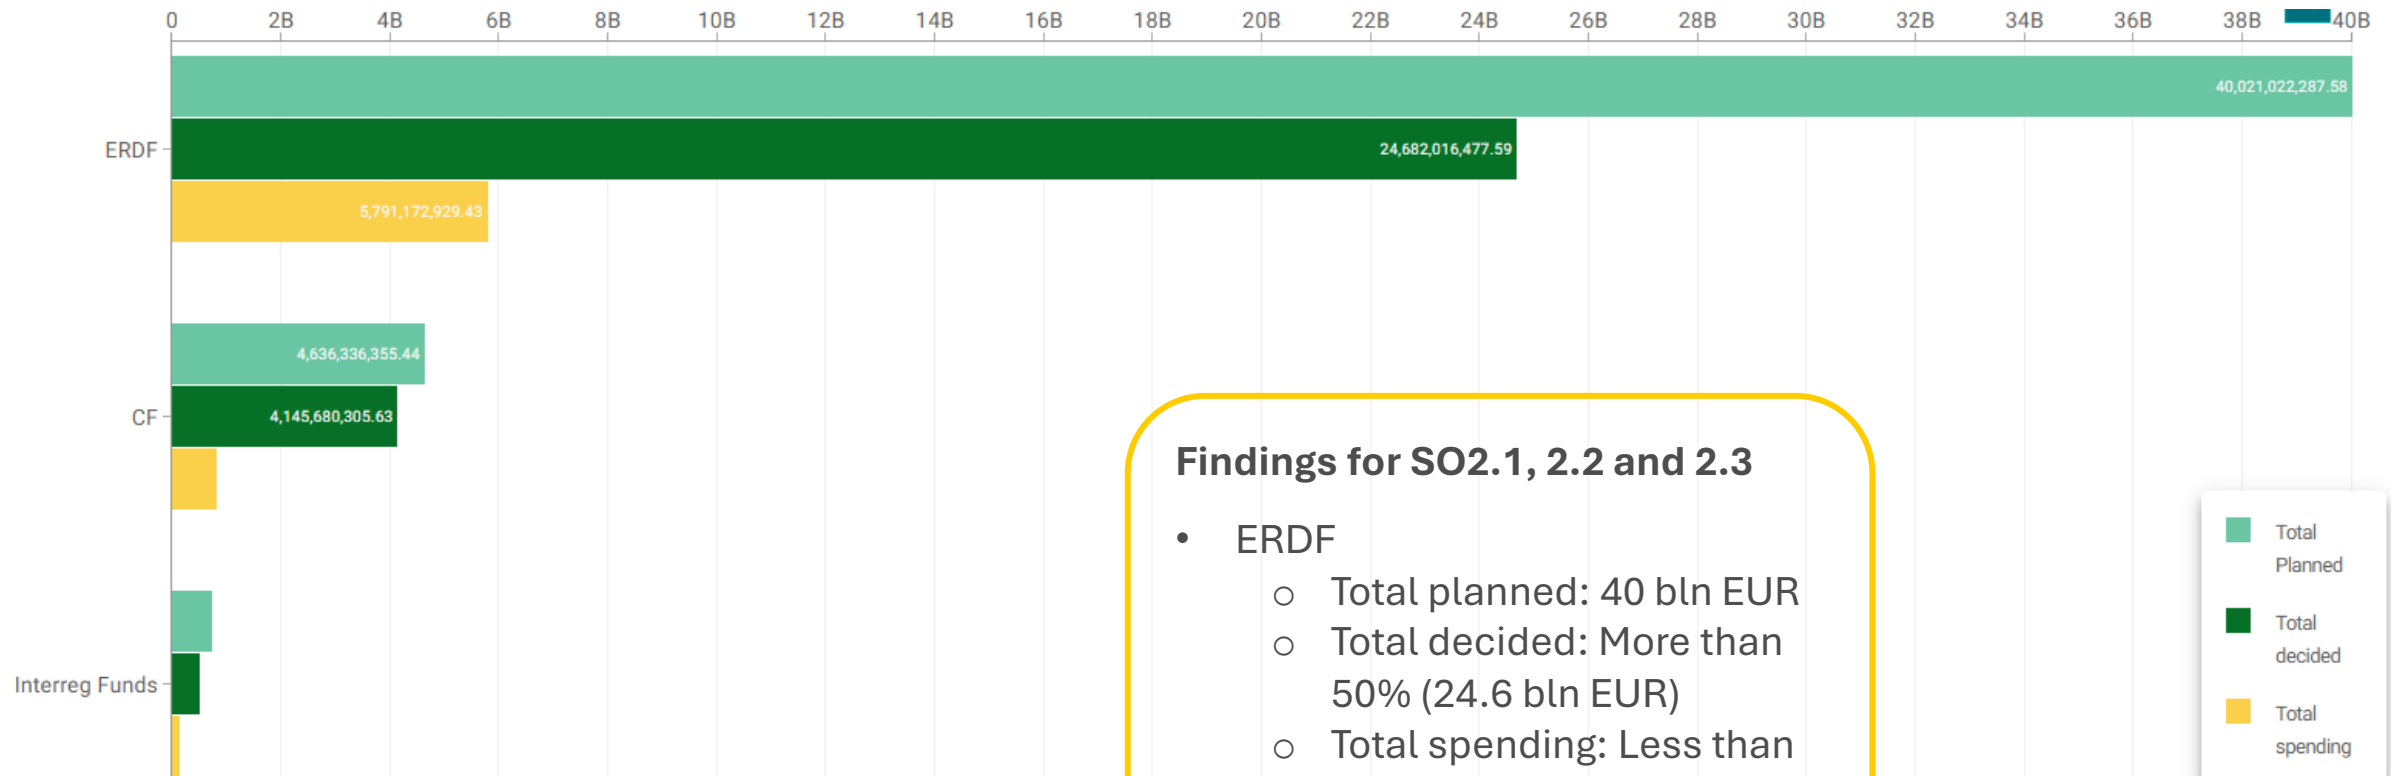 0 2B 4B 6B 8B 10B 12B 14B 16B 18B 20B 22B 24B 26B 28B 30B 32B 34B 36B 38B 40B
40,021,022,287.58
ERDF
24,682,016,477.59
5,791,172,929.43
4,636,336,355.44
CF
4,145,680,305.63
Interreg Funds
Findings for SO2.1, 2.2 and 2.3
• ERDF
o Total planned: 40 bln EUR
o Total decided: More than
50% (24.6 bln EUR)
o Total spending: Less than
Total
Planned
Total
decided
Total
spending